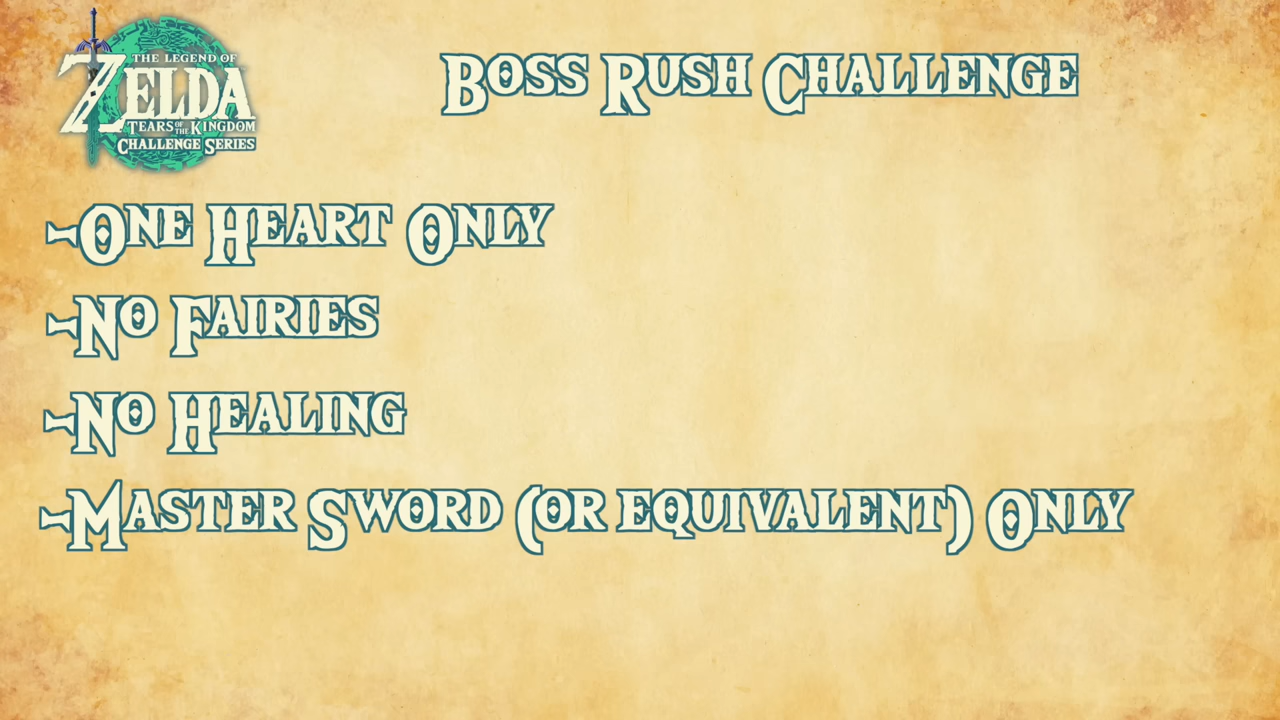 THE LEGEND OF
ZELDA
TEARS OF THE KINGDOM
CHALLENGE SERIES
BOSS RUSH CHALLENGE
-ONE HEART ONLY
-NO FAIRIES
-NO HEALING
-MASTER SWORD (OR EQUIVALENT) ONLY